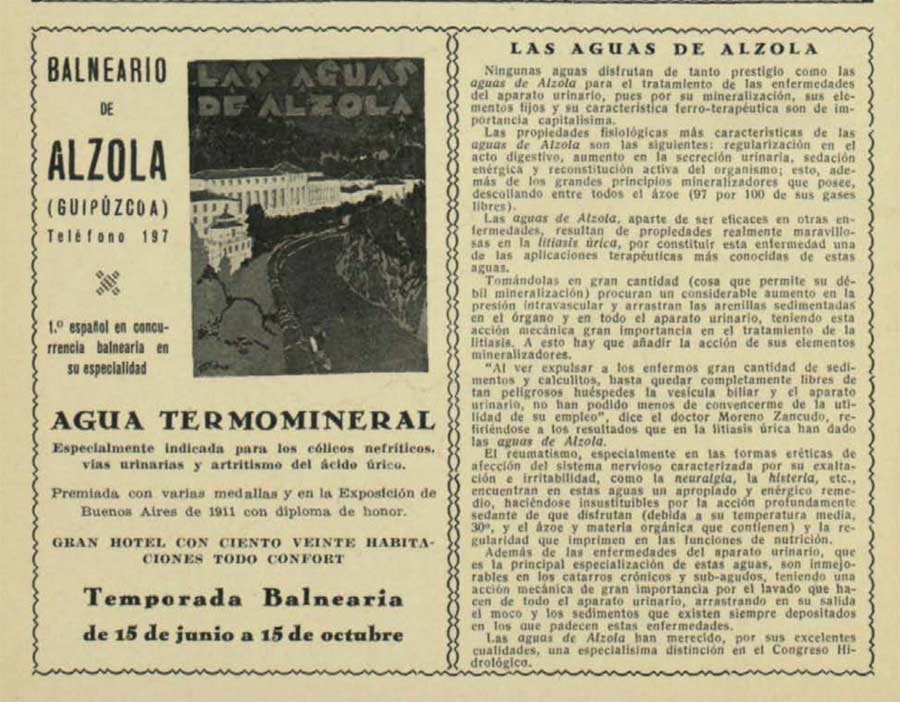 BALNEARIO
DE
ALZOLA
(GUIPÚZCOA)
Teléfono 197
1.º español en concu-
rrencia balnearia en
su especialidad
LAS AGUAS
DE ALZOLA
AGUA TERMOMINERAL
Especialmente indicada para los cólicos nefríticos,
vías urinarias y artritismo del ácido úrico.
Premiada con varias medallas y en la Exposición de
Buenos Aires de 1911 con diploma de honor.
GRAN HOTEL CON CIENTO VEINTE HABITA-
CIONES TODO CONFORT
Temporada Balnearia
de 15 de junio a 15 de octubre
LAS AGUAS DE ALZOLA
Ningunas aguas disfrutan de tanto prestigio como las
aguas de Alzola para el tratamiento de las enfermedades
del aparato urinario, pues por su mineralización, sus ele-
mentos fijos y su característica ferro-terapéutica son de im-
portancia capitalísima.
Las propiedades fisiológicas más características de las
aguas de Alzola son las siguientes: regularización en el
acto digestivo, aumento en la secreción urinaria, sedación
enérgica y reconstitución activa del organismo; esto, ade-
más de los grandes principios mineralizadores que posee,
descollando entre todos el ázoe (97 por 100 de sus gases
libres).
Las aguas de Alzola, aparte de ser eficaces en otras en-
fermedades, resultan de propiedades realmente maravillo-
sas en la litiasis úrica, por constituir esta enfermedad una
de las aplicaciones terapéuticas más conocidas de estas
aguas.
Tomándolas en gran cantidad (cosa que permite su dé-
bil mineralización) procuran un considerable aumento en la
presión intravascular y arrastran las arenillas sedimentadas
en el órgano y en todo el aparato urinario, teniendo esta
acción mecánica gran importancia en el tratamiento de la
litiasis. A esto hay que añadir la acción de sus elementos
mineralizadores.
"Al ver expulsar a los enfermos gran cantidad de sedi-
mentos y calculitos, hasta quedar completamente libres de
tan peligrosos huéspedes la vesícula biliar y el aparato
urinario, no han podido menos de convencerme de la uti-
lidad de su empleo", dice el doctor Moreno Zancudo, re-
firiéndose a los resultados que en la litiasis úrica han dado
las aguas de Alzola.
El reumatismo, especialmente en las formas eréticas de
afección del sistema nervioso caracterizada por su exalta-
ción e irritabilidad, como la neuralgia, la histeria, etc.,
encuentran en estas aguas un apropiado y enérgico reme-
dio, haciéndose insustituibles por la acción profundamente
sedante de que disfrutan (debida a su temperatura media,
30º, y el ázoe y materia orgánica que contienen) y la re-
gularidad que imprimen en las funciones de nutrición.
Además de las enfermedades del aparato urinario, que
es la principal especialización de estas aguas, son inmejo-
rables en los catarros crónicos y sub-agudos, teniendo una
acción mecánica de gran importancia por el lavado que ha-
cen de todo el aparato urinario, arrastrando en su salida
el moco y los sedimentos que existen siempre depositados
en los que padecen estas enfermedades.
Las aguas de Alzola han merecido, por sus excelentes
cualidades, una especialísima distinción en el Congreso Hi-
drológico.